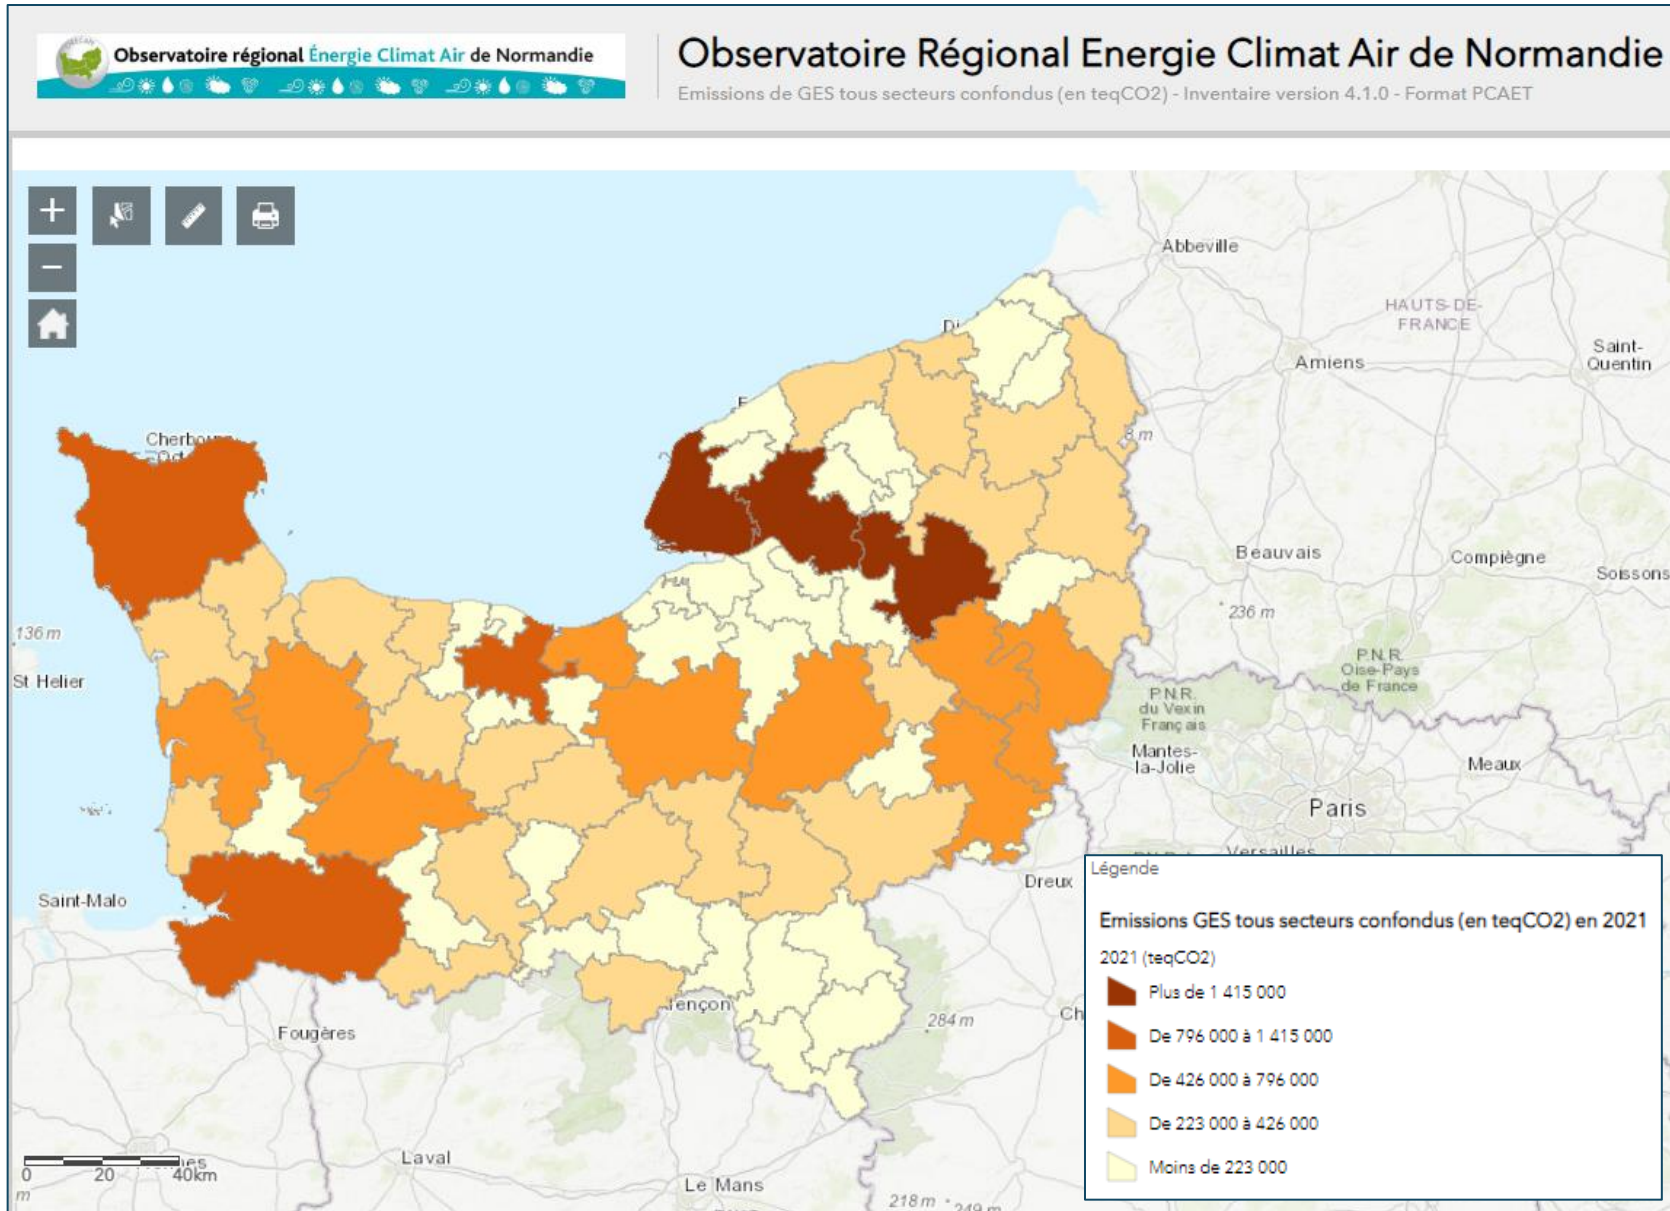 Observatoire régional Énergie Climat Air de Normandie
Observatoire Régional Energie Climat Air de Normandie
Emissions de GES tous secteurs confondus (en teqCO2) - Inventaire version 4.1.0 - Format PCAET
Abbeville
HAUTS-DE-
FRANCE
Saint-
Quentin
Amiens
Cherbourg
Beauvais
Compiègne
Soissons
236 m
136 m
St Helier
P.N.R.
Oise-Pays
de France
P.N.R.
du Vexin
Français
Mantes-
la-Jolie
Meaux
Paris
Versailles
Dreux
Saint-Malo
Fougères
284 m
Laval
Le Mans
218 m
249 m
0 20 40km
Légende
Emissions GES tous secteurs confondus (en teqCO2) en 2021
2021 (teqCO2)
Plus de 1 415 000
De 796 000 à 1 415 000
De 426 000 à 796 000
De 223 000 à 426 000
Moins de 223 000